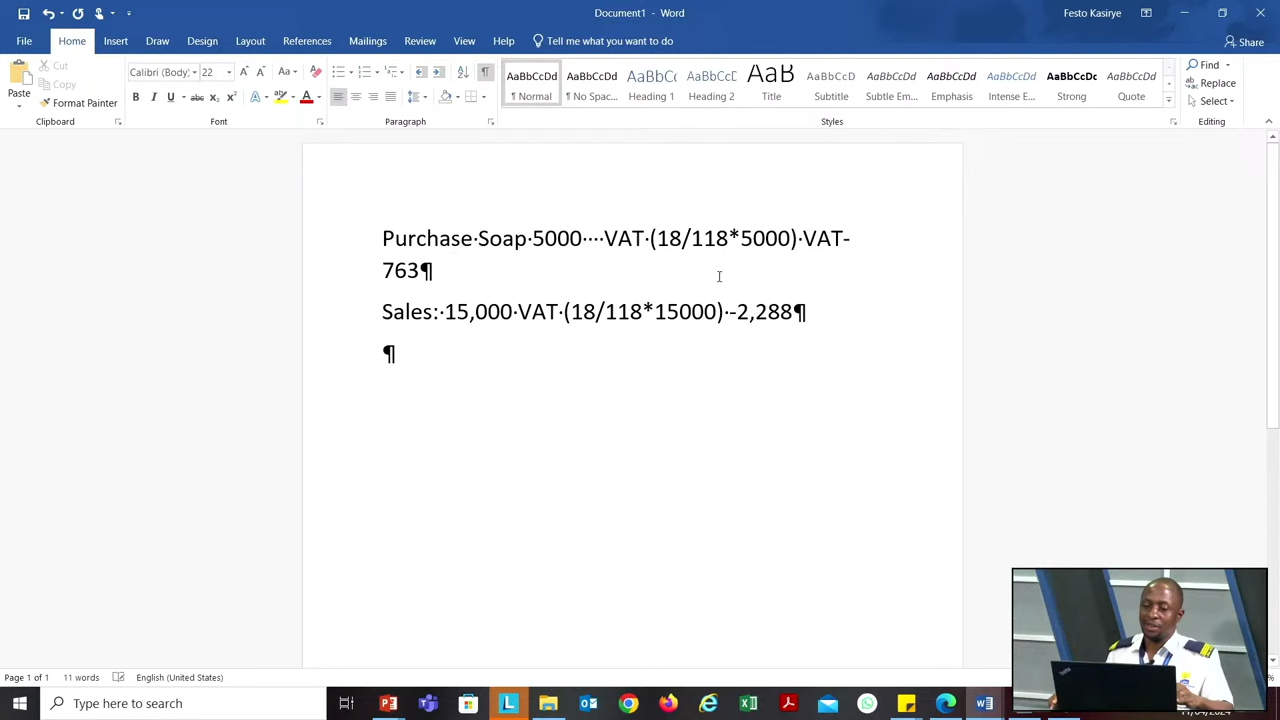 Document1 - Word
Festo Kasirye
File Home Insert Draw Design Layout References Mailings Review View Help Tell me what you want to do
Share
Paste
Cut
Copy
Format Painter
Calibri (Body) 22
AaBbCcDd AaBbCcDd AaBbCc AaBbCcD AaB AaBbCcD AaBbCcDd AaBbCcDd AaBbCcDd AaBbCcDc AaBbCcDd
¶ Normal ¶ No Spac... Heading 1 Heading 2 Title Subtitle Subtle Em... Emphasis Intense E... Strong Quote
Find
Replace
Select
Clipboard Font Paragraph Styles Editing
Purchase·Soap·5000····VAT·(18/118*5000)·VAT-
763¶
Sales:·15,000·VAT·(18/118*15000)·-2,288¶
¶
Page 1 of 1 11 words English (United States)
Type here to search